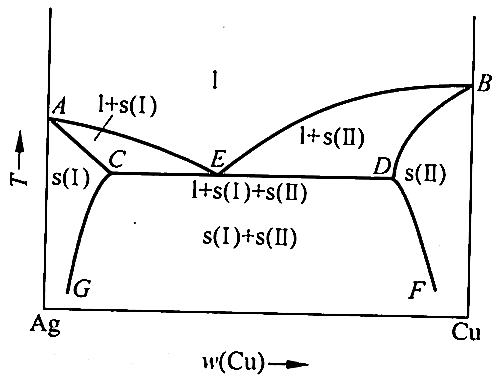 l
B
A
l+s(Ⅰ)
l+s(Ⅱ)
E
C
D
s(Ⅰ)
s(Ⅱ)
T
l+s(Ⅰ)+s(Ⅱ)
s(Ⅰ)+s(Ⅱ)
G
F
Ag
Cu
w(Cu)